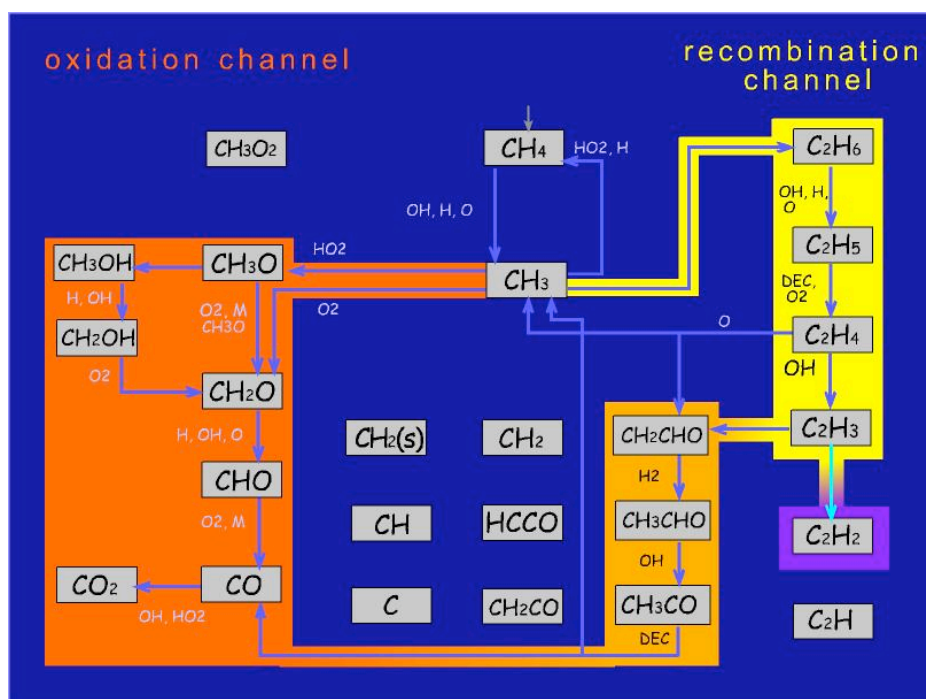 oxidation channel
recombination
channel
CH3O2
CH4
HO2, H
C2H6
OH, H, O
OH, H,
O
CH3OH
CH3O
HO2
CH3
C2H5
H, OH
O2, M
CH3O
O2
DEC,
O2
CH2OH
O
C2H4
O2
OH
CH2O
H, OH, O
CH2(s)
CH2
CH2CHO
C2H3
CHO
H2
O2, M
CH
HCCO
CH3CHO
C2H2
OH
CO2
CO
C
CH2CO
CH3CO
C2H
OH, HO2
DEC